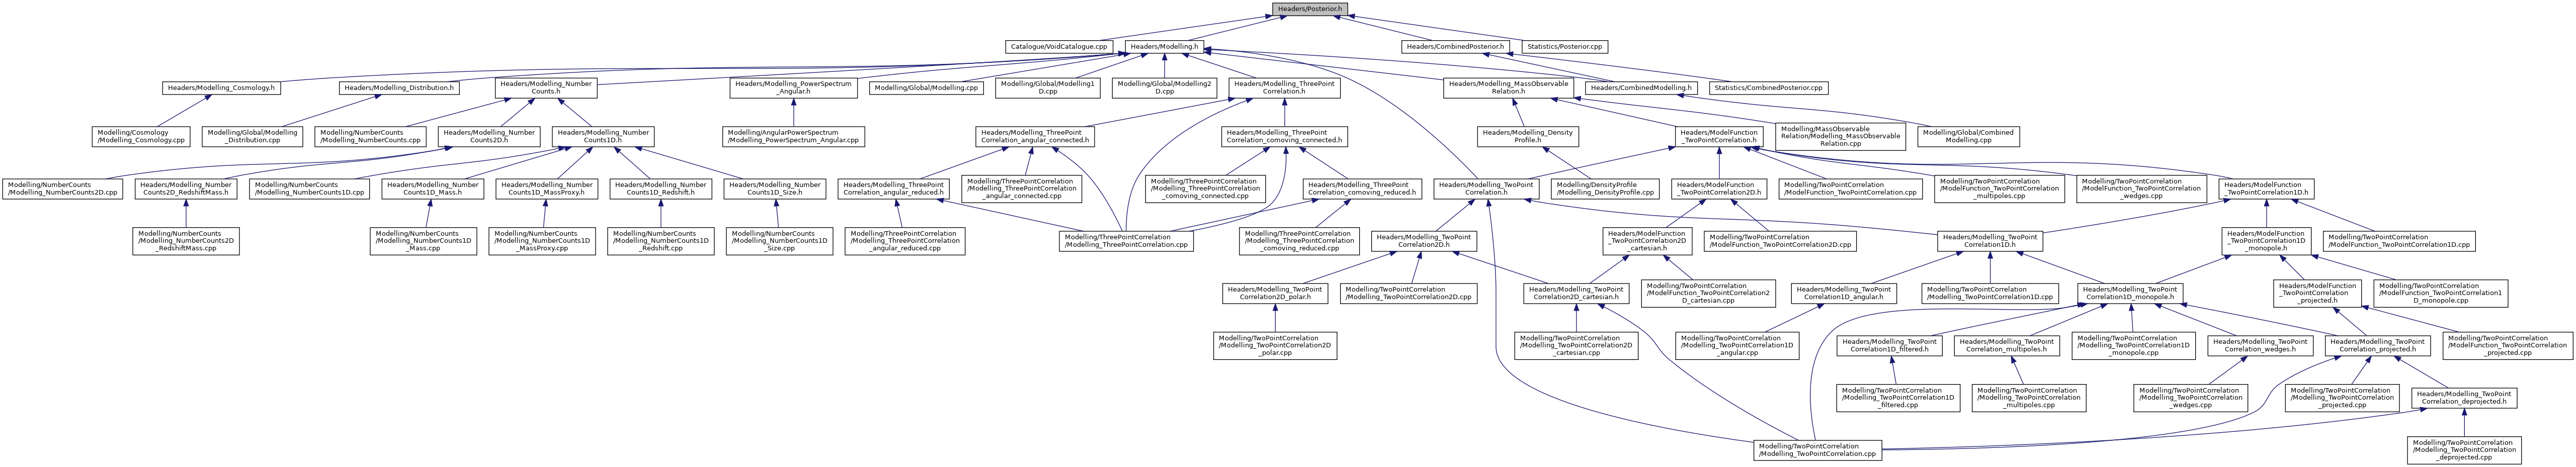 Headers/Posterior.h
Catalogue/VoidCatalogue.cpp
Headers/Modelling.h
Headers/CombinedPosterior.h
Statistics/Posterior.cpp
Headers/Modelling_Cosmology.h
Headers/Modelling_Distribution.h
Headers/Modelling_Number
Counts.h
Headers/Modelling_PowerSpectrum
_Angular.h
Modelling/Global/Modelling.cpp
Modelling/Global/Modelling1
D.cpp
Modelling/Global/Modelling2
D.cpp
Headers/Modelling_ThreePoint
Correlation.h
Headers/Modelling_MassObservable
Relation.h
Headers/CombinedModelling.h
Statistics/CombinedPosterior.cpp
Modelling/Cosmology
/Modelling_Cosmology.cpp
Modelling/Global/Modelling
_Distribution.cpp
Modelling/NumberCounts
/Modelling_NumberCounts.cpp
Headers/Modelling_Number
Counts2D.h
Headers/Modelling_Number
Counts1D.h
Modelling/AngularPowerSpectrum
/Modelling_PowerSpectrum_Angular.cpp
Headers/Modelling_ThreePoint
Correlation_angular_connected.h
Headers/Modelling_ThreePoint
Correlation_comoving_connected.h
Headers/Modelling_Density
Profile.h
Headers/ModelFunction
_TwoPointCorrelation.h
Modelling/MassObservable
Relation/Modelling_MassObservable
Relation.cpp
Modelling/Global/Combined
Modelling.cpp
Modelling/NumberCounts
/Modelling_NumberCounts2D.cpp
Headers/Modelling_Number
Counts2D_RedshiftMass.h
Modelling/NumberCounts
/Modelling_NumberCounts1D.cpp
Headers/Modelling_Number
Counts1D_Mass.h
Headers/Modelling_Number
Counts1D_MassProxy.h
Headers/Modelling_Number
Counts1D_Redshift.h
Headers/Modelling_Number
Counts1D_Size.h
Headers/Modelling_ThreePoint
Correlation_angular_reduced.h
Modelling/ThreePointCorrelation
/Modelling_ThreePointCorrelation
_angular_connected.cpp
Modelling/ThreePointCorrelation
/Modelling_ThreePointCorrelation
_comoving_connected.cpp
Headers/Modelling_ThreePoint
Correlation_comoving_reduced.h
Headers/Modelling_TwoPoint
Correlation.h
Modelling/DensityProfile
/Modelling_DensityProfile.cpp
Headers/ModelFunction
_TwoPointCorrelation2D.h
Modelling/TwoPointCorrelation
/ModelFunction_TwoPointCorrelation.cpp
Modelling/TwoPointCorrelation
/ModelFunction_TwoPointCorrelation
_multipoles.cpp
Modelling/TwoPointCorrelation
/ModelFunction_TwoPointCorrelation
_wedges.cpp
Headers/ModelFunction
_TwoPointCorrelation1D.h
Modelling/NumberCounts
/Modelling_NumberCounts2D
_RedshiftMass.cpp
Modelling/NumberCounts
/Modelling_NumberCounts1D
_Mass.cpp
Modelling/NumberCounts
/Modelling_NumberCounts1D
_MassProxy.cpp
Modelling/NumberCounts
/Modelling_NumberCounts1D
_Redshift.cpp
Modelling/NumberCounts
/Modelling_NumberCounts1D
_Size.cpp
Modelling/ThreePointCorrelation
/Modelling_ThreePointCorrelation
_angular_reduced.cpp
Modelling/ThreePointCorrelation
/Modelling_ThreePointCorrelation.cpp
Modelling/ThreePointCorrelation
/Modelling_ThreePointCorrelation
_comoving_reduced.cpp
Headers/Modelling_TwoPoint
Correlation2D.h
Headers/ModelFunction
_TwoPointCorrelation2D
_cartesian.h
Modelling/TwoPointCorrelation
/ModelFunction_TwoPointCorrelation2D.cpp
Headers/Modelling_TwoPoint
Correlation1D.h
Headers/ModelFunction
_TwoPointCorrelation1D
_monopole.h
Modelling/TwoPointCorrelation
/ModelFunction_TwoPointCorrelation1D.cpp
Headers/Modelling_TwoPoint
Correlation2D_polar.h
Modelling/TwoPointCorrelation
/Modelling_TwoPointCorrelation2D.cpp
Headers/Modelling_TwoPoint
Correlation2D_cartesian.h
Modelling/TwoPointCorrelation
/ModelFunction_TwoPointCorrelation2
D_cartesian.cpp
Headers/Modelling_TwoPoint
Correlation1D_angular.h
Modelling/TwoPointCorrelation
/Modelling_TwoPointCorrelation1D.cpp
Headers/Modelling_TwoPoint
Correlation1D_monopole.h
Headers/ModelFunction
_TwoPointCorrelation
_projected.h
Modelling/TwoPointCorrelation
/ModelFunction_TwoPointCorrelation1
D_monopole.cpp
Modelling/TwoPointCorrelation
/Modelling_TwoPointCorrelation2D
_polar.cpp
Modelling/TwoPointCorrelation
/Modelling_TwoPointCorrelation2D
_cartesian.cpp
Modelling/TwoPointCorrelation
/Modelling_TwoPointCorrelation1D
_angular.cpp
Headers/Modelling_TwoPoint
Correlation1D_filtered.h
Headers/Modelling_TwoPoint
Correlation_multipoles.h
Modelling/TwoPointCorrelation
/Modelling_TwoPointCorrelation1D
_monopole.cpp
Headers/Modelling_TwoPoint
Correlation_wedges.h
Headers/Modelling_TwoPoint
Correlation_projected.h
Modelling/TwoPointCorrelation
/ModelFunction_TwoPointCorrelation
_projected.cpp
Modelling/TwoPointCorrelation
/Modelling_TwoPointCorrelation1D
_filtered.cpp
Modelling/TwoPointCorrelation
/Modelling_TwoPointCorrelation
_multipoles.cpp
Modelling/TwoPointCorrelation
/Modelling_TwoPointCorrelation
_wedges.cpp
Modelling/TwoPointCorrelation
/Modelling_TwoPointCorrelation
_projected.cpp
Headers/Modelling_TwoPoint
Correlation_deprojected.h
Modelling/TwoPointCorrelation
/Modelling_TwoPointCorrelation.cpp
Modelling/TwoPointCorrelation
/Modelling_TwoPointCorrelation
_deprojected.cpp